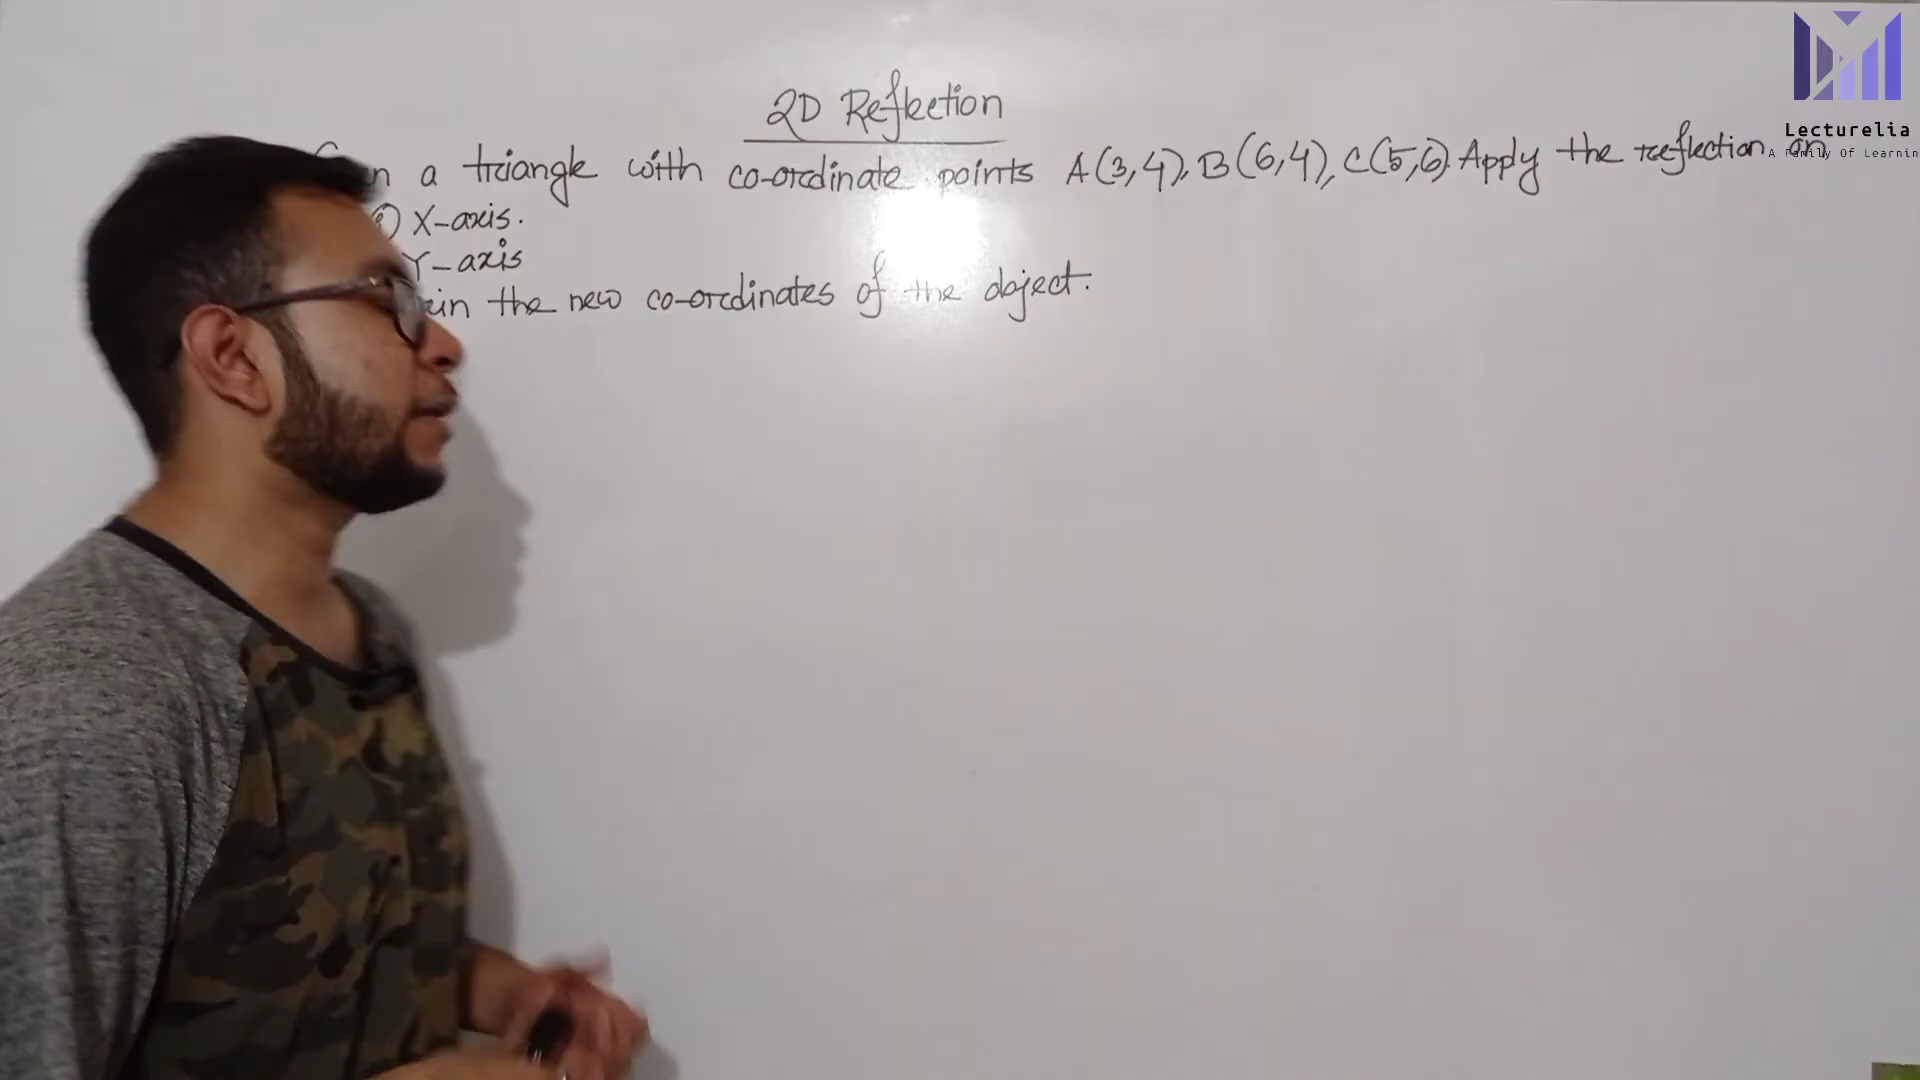 2D Reflection
a triangle with co-ordinate points A(3,4), B(6,4), C(5,6). Apply the reflection on
X-axis.
Y-axis
the new co-ordinates of the object.
Lecturelia
A Family Of Learnin